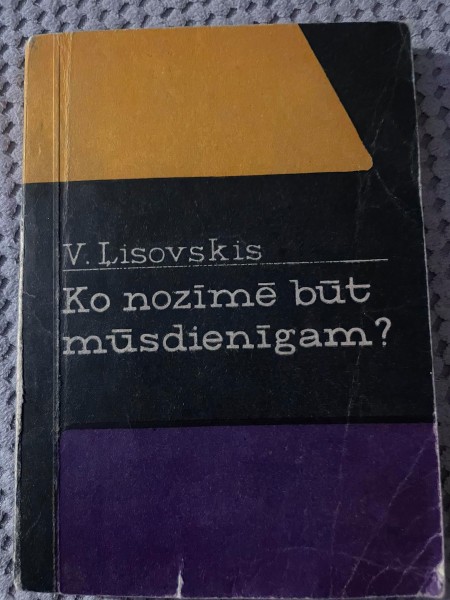 V. Ļisovskis
Ko nozīmē būt
mūsdienīgam?